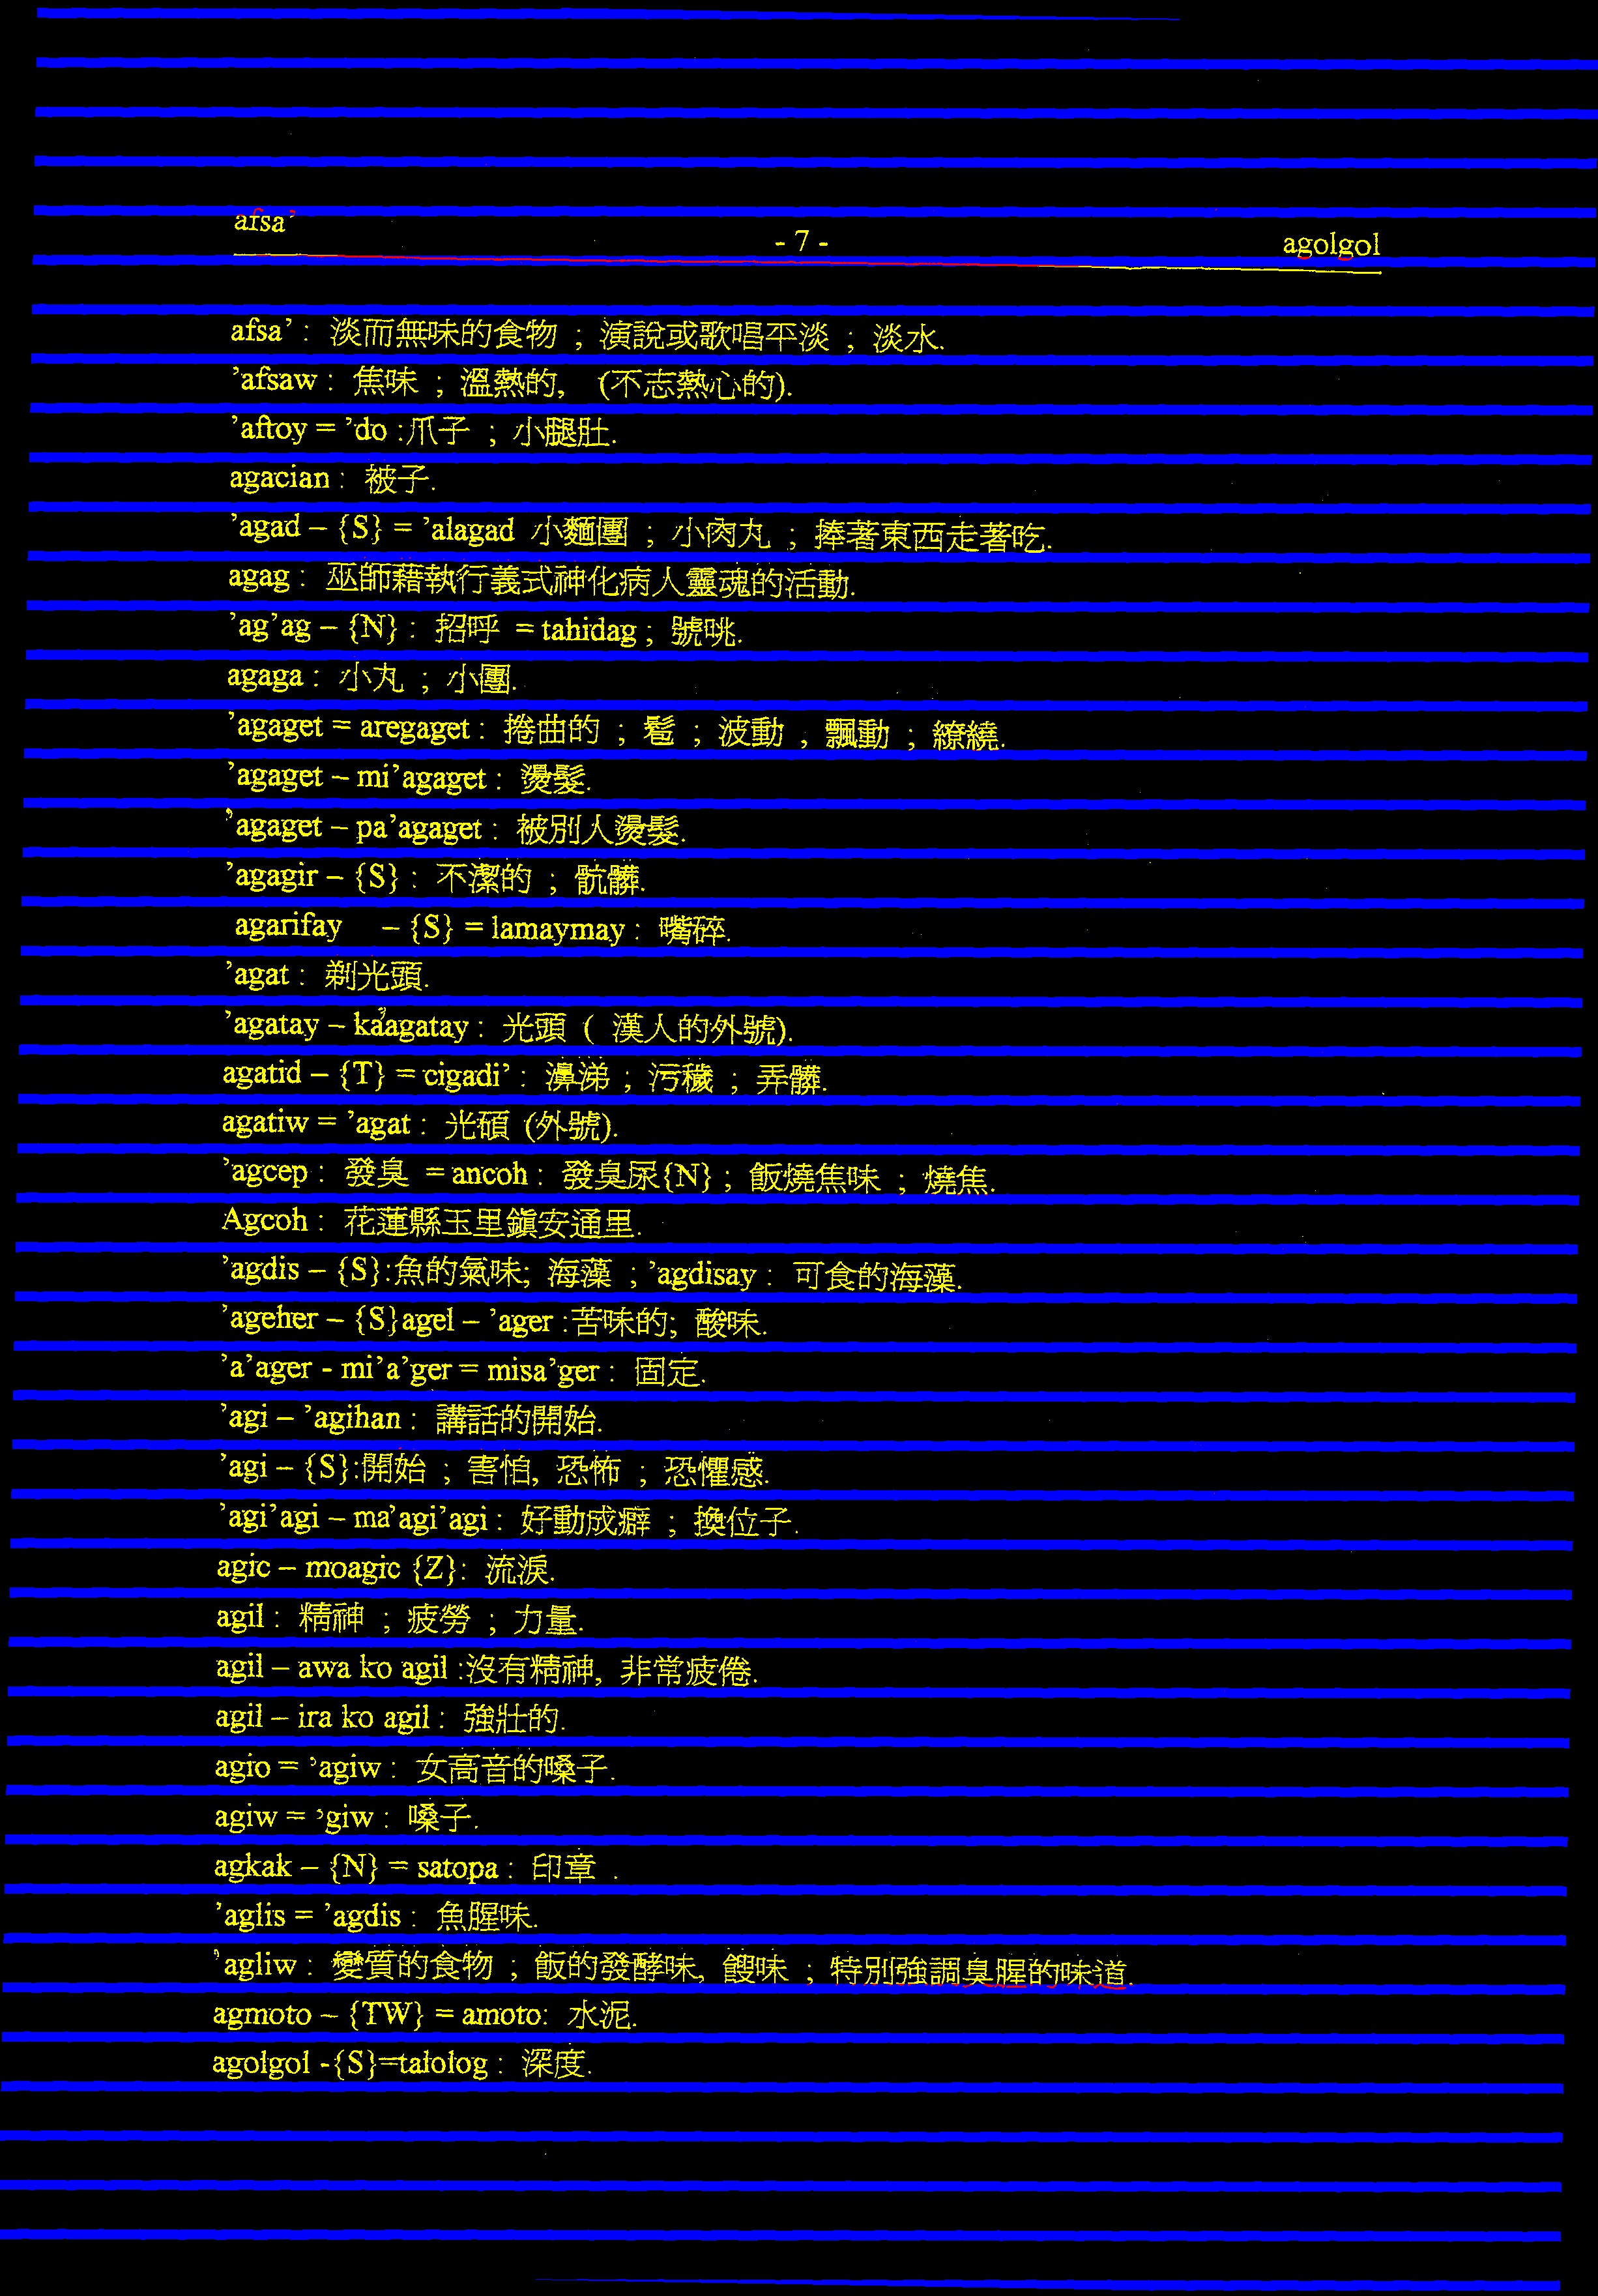 afsa’
- 7 -
agolgol
afsa’ : 淡而無味的食物 ; 演說或歌唱平淡 ; 淡水.
’afsaw : 焦味 ; 溫熱的, (不志熱心的).
’aftoy = ’do :爪子 ; 小腿肚.
agacian : 被子.
’agad – {S} = ’alagad 小麵團 ; 小肉丸 ; 捧著東西走著吃.
agag : 巫師藉執行義式神化病人靈魂的活動.
’ag’ag – {N} : 招呼 = tahidag ; 號咷.
agaga : 小丸 ; 小團.
’agaget = aregaget : 捲曲的 ; 髱 ; 波動 , 飄動 ; 繚繞.
’agaget – mi’agaget : 燙髮.
’agaget – pa’agaget : 被別人燙髮.
’agagir – {S} : 不潔的 ; 骯髒.
agarifay – {S} = lamaymay : 嘴碎.
’agat : 剃光頭.
’agatay – ka’agatay : 光頭 ( 漢人的外號).
agatid – {T} = cigadi’ : 濞涕 ; 污穢 ; 弄髒.
agatiw = ’agat : 光碩 (外號).
’agcep : 發臭 = ancoh : 發臭尿{N} ; 飯燒焦味 ; 燒焦.
Agcoh : 花蓮縣玉里鎮安通里.
’agdis – {S}:魚的氣味; 海藻 ; ’agdisay : 可食的海藻.
’ageher – {S}agel – ’ager :苦味的; 酸味.
’a’ager - mi’a’ger = misa’ger : 固定.
’agi – ’agihan : 講話的開始.
’agi – {S}:開始 ; 害怕, 恐怖 ; 恐懼感.
’agi’agi – ma’agi’agi : 好動成癖 ; 換位子.
agic – moagic {Z}: 流淚.
agil : 精神 ; 疲勞 ; 力量.
agil – awa ko agil :沒有精神, 非常疲倦.
agil – ira ko agil : 強壯的.
agio = ’agiw : 女高音的嗓子.
agiw = ’giw : 嗓子.
agkak – {N} = satopa : 印章 .
’aglis = ’agdis : 魚腥味.
’agliw : 變質的食物 ; 飯的發酵味, 餿味 ; 特別強調臭腥的味道.
agmoto – {TW} = amoto: 水泥.
agolgol -{S}=talolog : 深度.